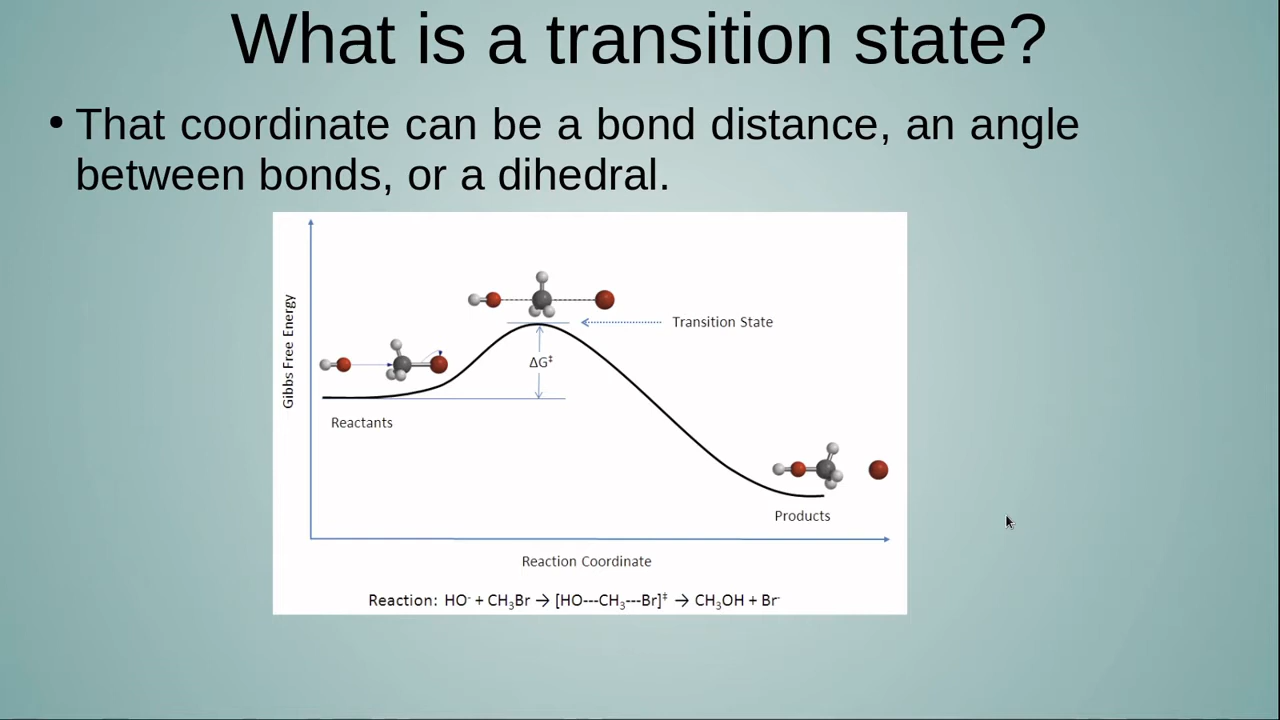 What is a transition state?
• That coordinate can be a bond distance, an angle
between bonds, or a dihedral.
Gibbs Free Energy
Transition State
ΔG‡
Reactants
Products
Reaction Coordinate
Reaction: HO⁻ + CH₃Br → [HO---CH₃---Br]‡ → CH₃OH + Br⁻